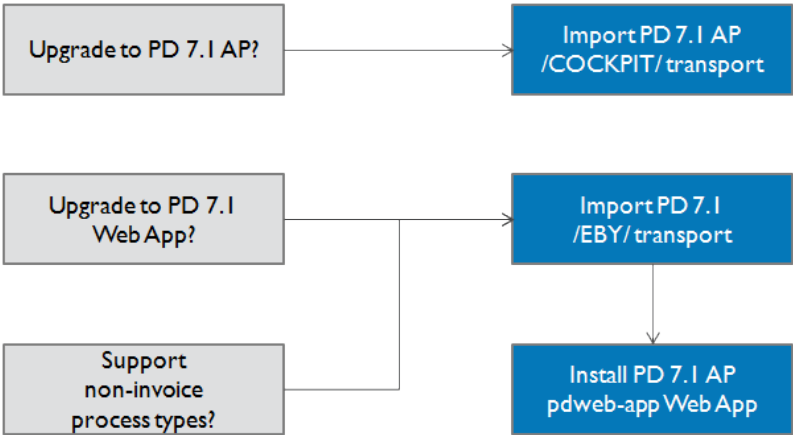 Upgrade to PD 7.1 AP?
Import PD 7.1 AP
/COCKPIT/ transport
Upgrade to PD 7.1
Web App?
Import PD 7.1
/EBY/ transport
Support
non-invoice
process types?
Install PD 7.1 AP
pdweb-app Web App